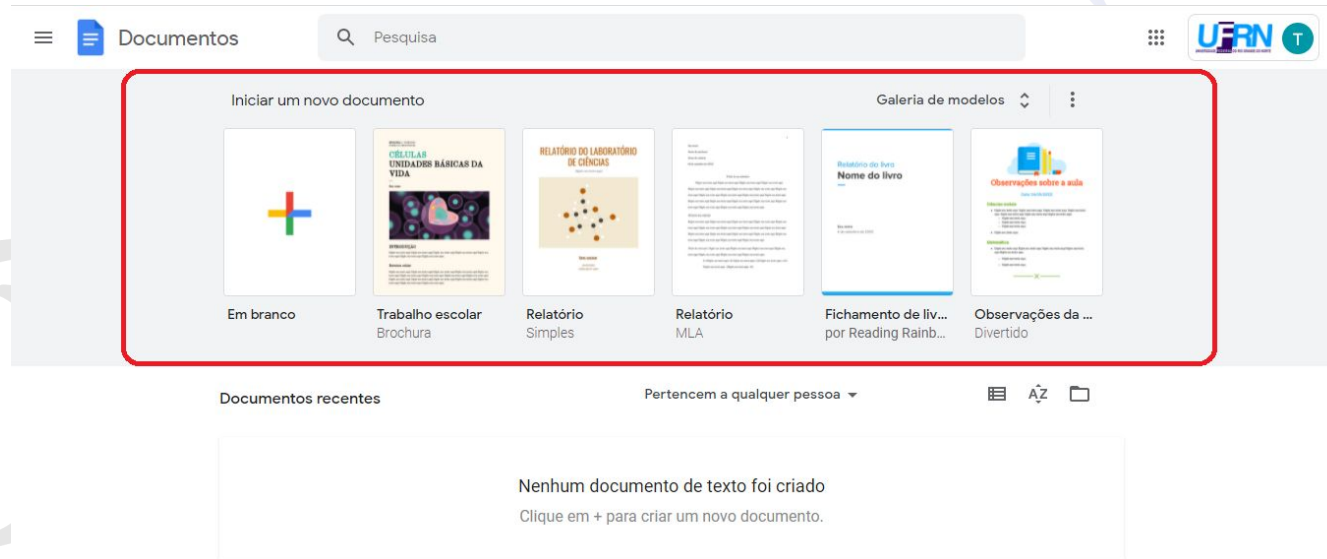 Documentos
Pesquisa
UFRN
T
Iniciar um novo documento
Galeria de modelos
CÉLULAS
UNIDADES BÁSICAS DA
VIDA
INTRODUÇÃO
RELATÓRIO DO LABORATÓRIO
DE CIÊNCIAS
Relatório do livro
Nome do livro
Observações sobre a aula
Em branco
Trabalho escolar
Brochura
Relatório
Simples
Relatório
MLA
Fichamento de liv...
por Reading Rainb...
Observações da ...
Divertido
Documentos recentes
Pertencem a qualquer pessoa
AZ
Nenhum documento de texto foi criado
Clique em + para criar um novo documento.